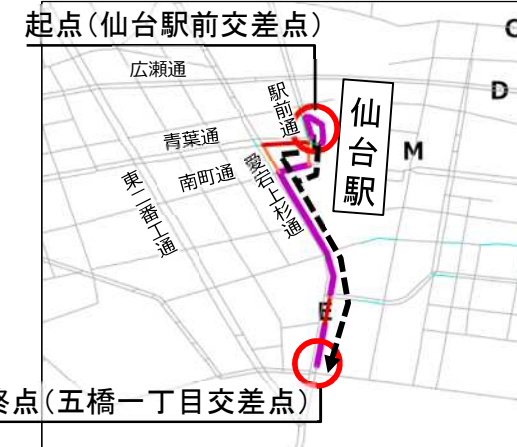 起点(仙台駅前交差点)
C
広瀬通
D
駅前通
仙台駅
青葉通
M
南町通
愛宕上杉通
東二番丁通
E
終点(五橋一丁目交差点)